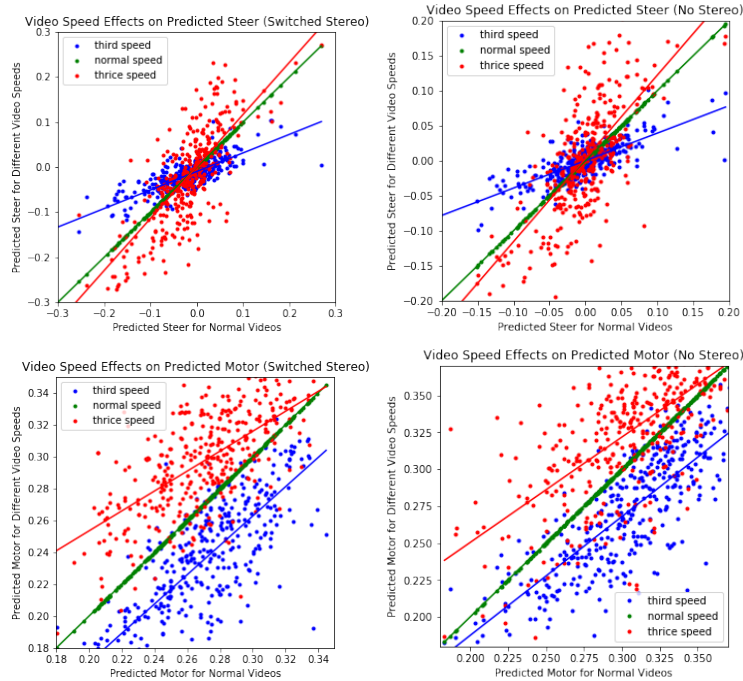 Video Speed Effects on Predicted Steer (Switched Stereo)
0.3
0.2
0.1
0.0
−0.1
−0.2
−0.3
Predicted Steer for Different Video Speeds
third speed
normal speed
thrice speed
−0.3 −0.2 −0.1 0.0 0.1 0.2 0.3
Predicted Steer for Normal Videos
Video Speed Effects on Predicted Steer (No Stereo)
0.20
0.15
0.10
0.05
0.00
−0.05
−0.10
−0.15
−0.20
Predicted Steer for Different Video Speeds
third speed
normal speed
thrice speed
−0.20 −0.15 −0.10 −0.05 0.00 0.05 0.10 0.15 0.20
Predicted Steer for Normal Videos
Video Speed Effects on Predicted Motor (Switched Stereo)
0.34
0.32
0.30
0.28
0.26
0.24
0.22
0.20
0.18
Predicted Motor for Different Video Speeds
third speed
normal speed
thrice speed
0.18 0.20 0.22 0.24 0.26 0.28 0.30 0.32 0.34
Predicted Motor for Normal Videos
Video Speed Effects on Predicted Motor (No Stereo)
0.350
0.325
0.300
0.275
0.250
0.225
0.200
Predicted Motor for Different Video Speeds
third speed
normal speed
thrice speed
0.200 0.225 0.250 0.275 0.300 0.325 0.350
Predicted Motor for Normal Videos